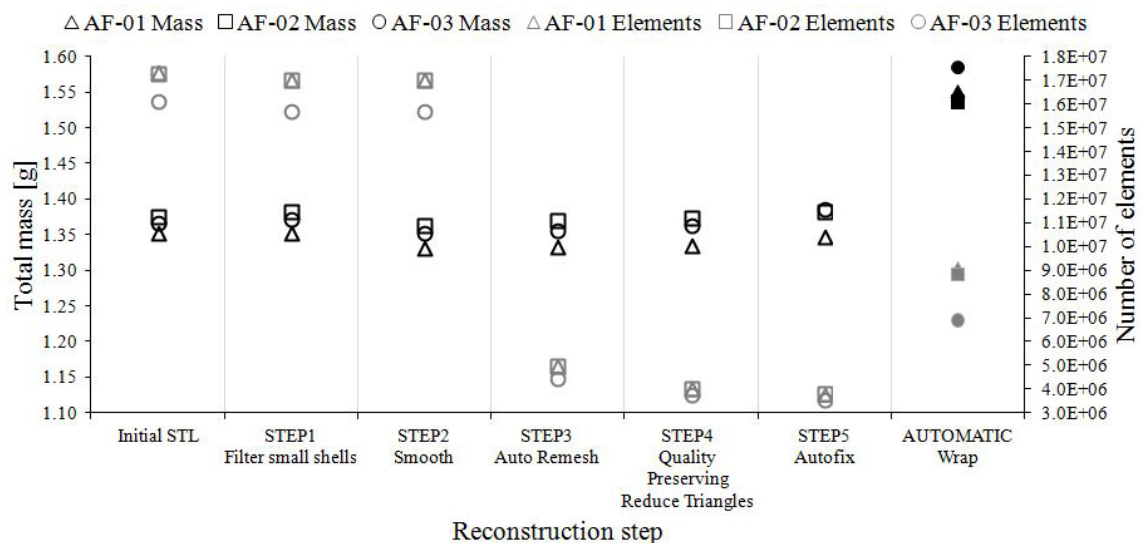 AF-01 Mass AF-02 Mass AF-03 Mass AF-01 Elements AF-02 Elements AF-03 Elements
Total mass [g]
1.60
1.55
1.50
1.45
1.40
1.35
1.30
1.25
1.20
1.15
1.10
1.8E+07
1.7E+07
1.6E+07
1.5E+07
1.4E+07
1.3E+07
1.2E+07
1.1E+07
1.0E+07
9.0E+06
8.0E+06
7.0E+06
6.0E+06
5.0E+06
4.0E+06
3.0E+06
Number of elements
Initial STL
STEP1
Filter small shells
STEP2
Smooth
STEP3
Auto Remesh
STEP4
Quality
Preserving
Reduce Triangles
STEP5
Autofix
AUTOMATIC
Wrap
Reconstruction step